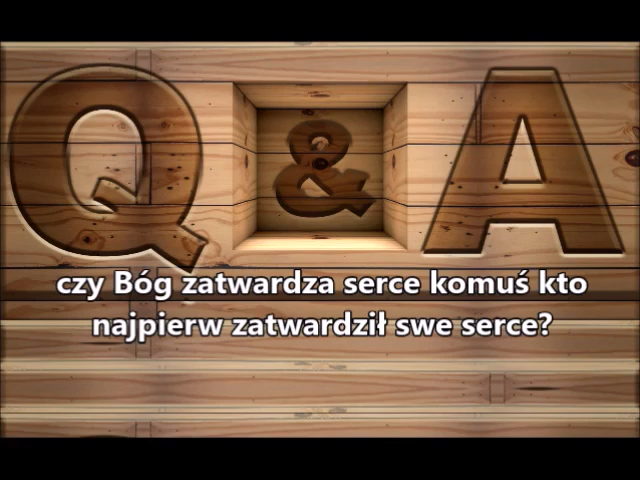 Q & A
czy Bóg zatwardza serce komuś kto
najpierw zatwardził swe serce?